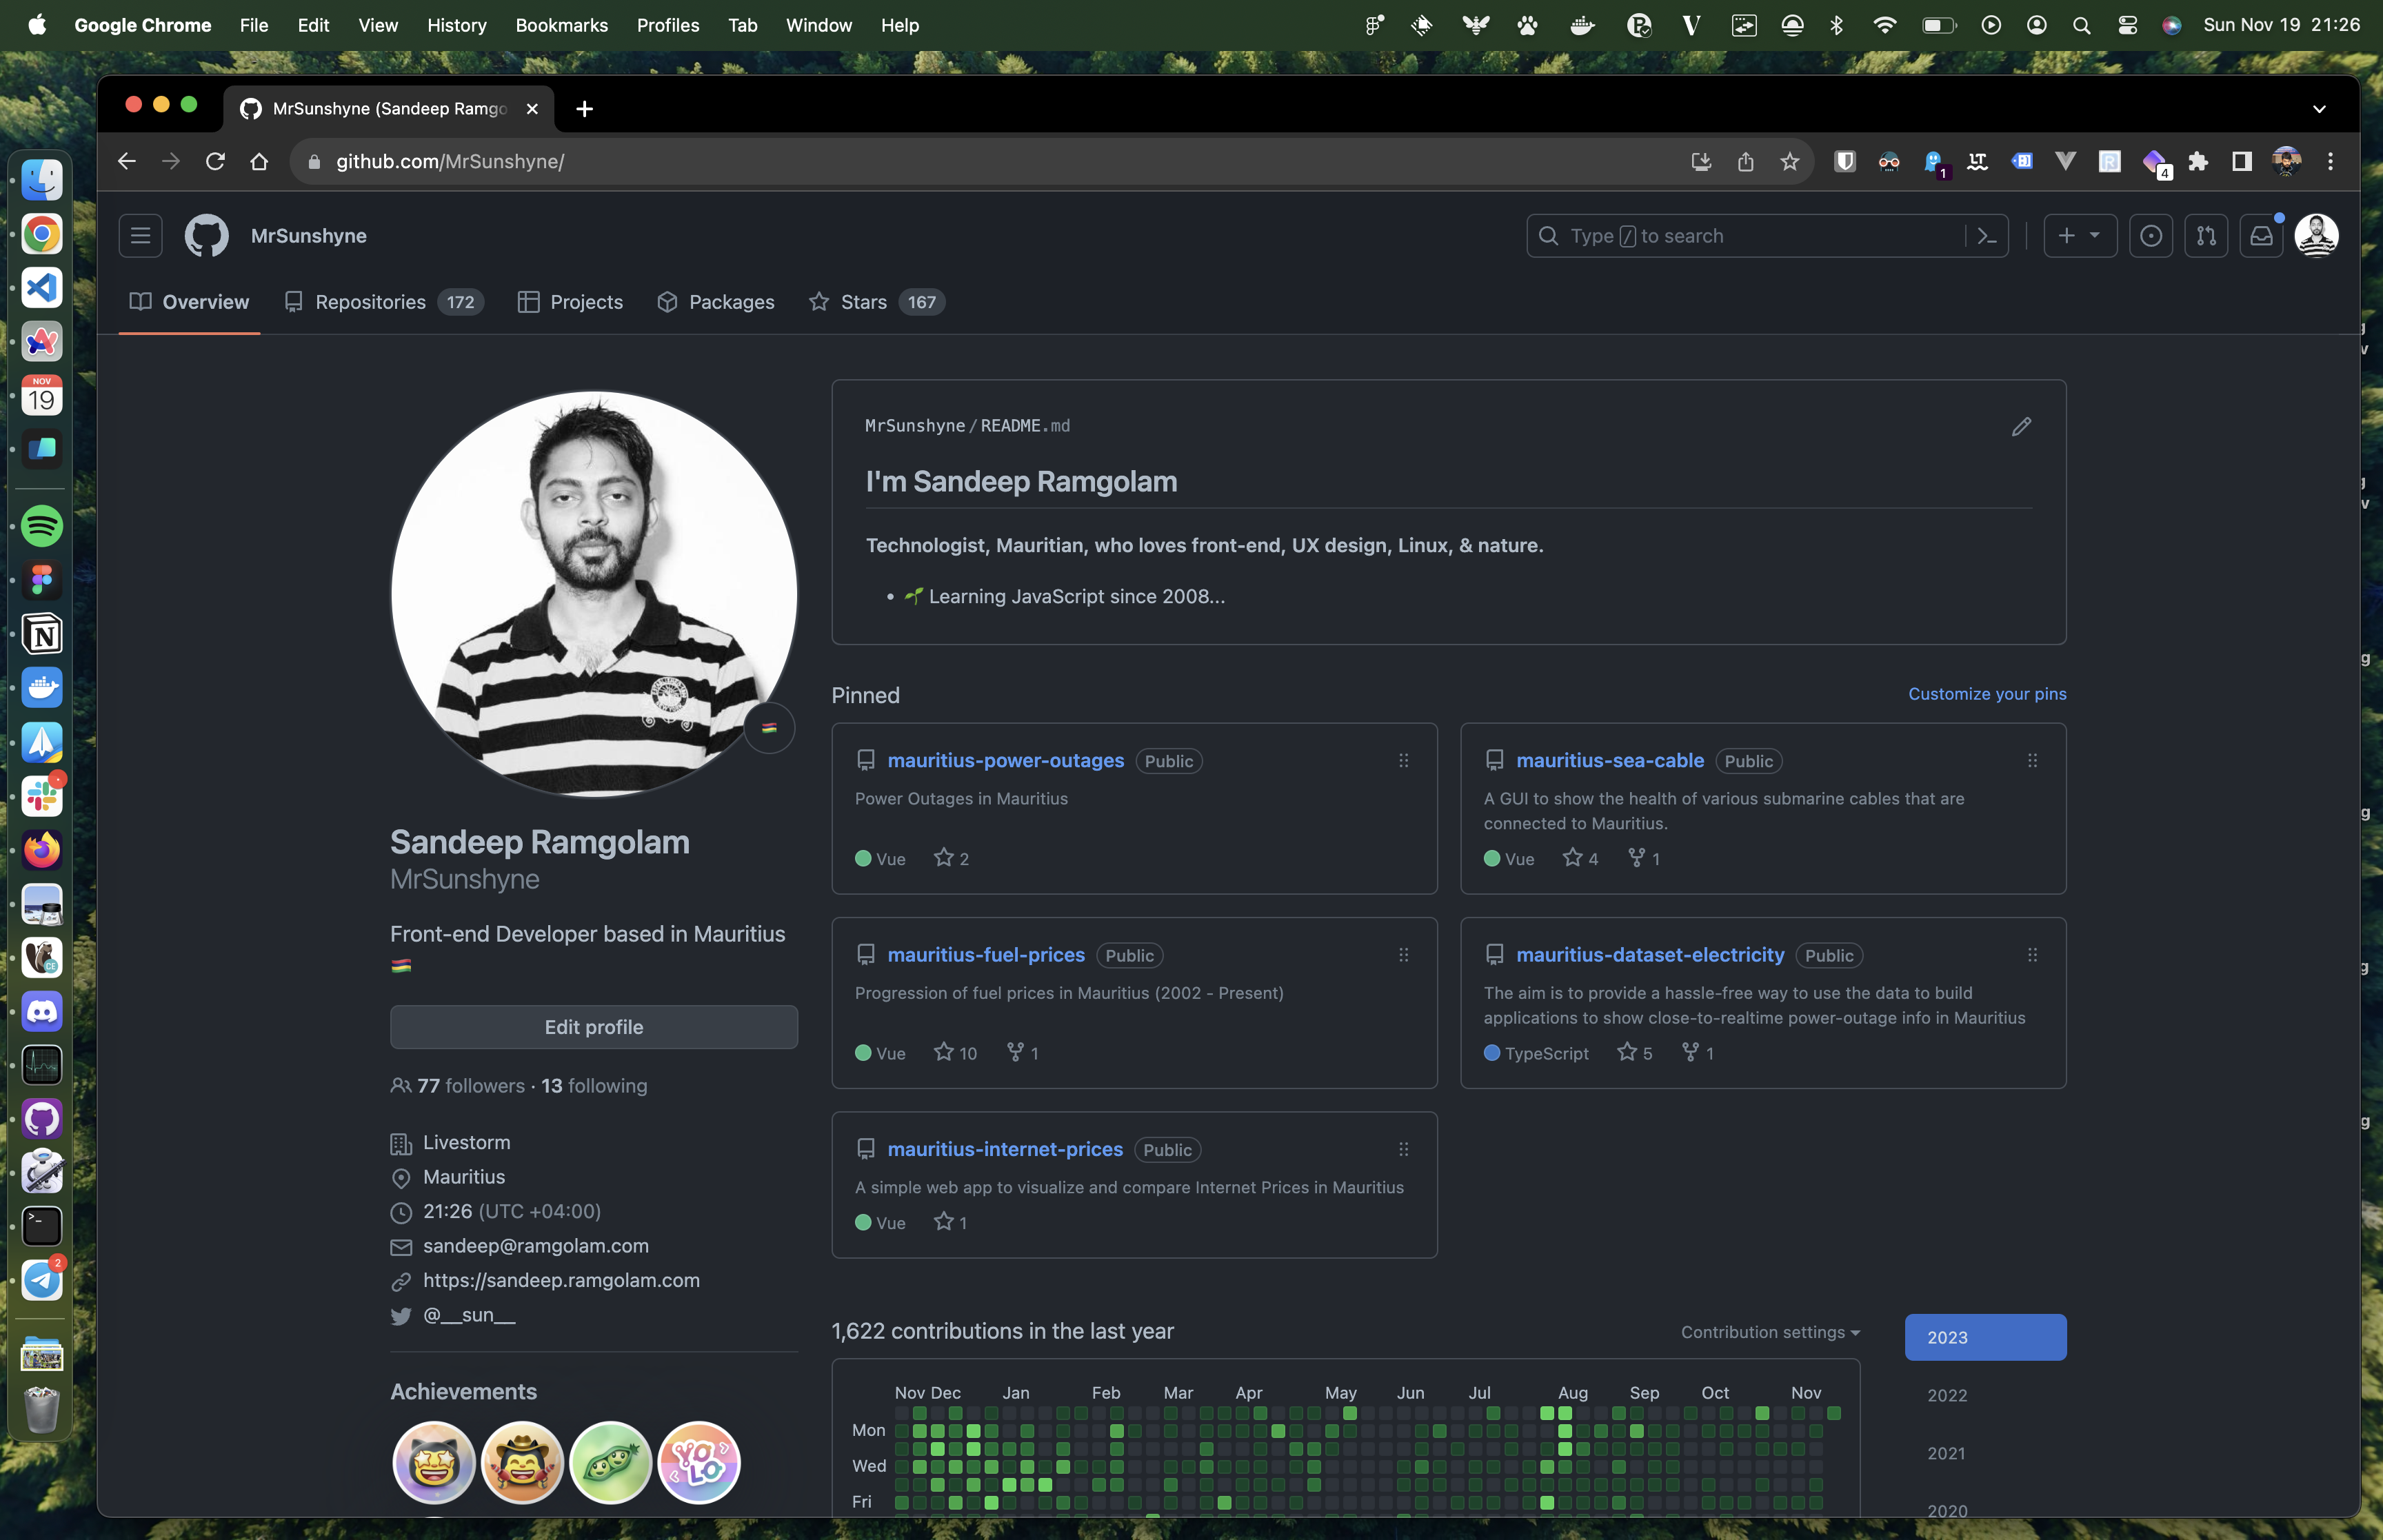 Google Chrome File Edit View History Bookmarks Profiles Tab Window Help
Sun Nov 19 21:26
MrSunshyne (Sandeep Ramgo
github.com/MrSunshyne/
1
4
MrSunshyne
Type / to search
Overview
Repositories 172
Projects
Packages
Stars 167
NOV
19
MrSunshyne/README.md
I'm Sandeep Ramgolam
Technologist, Mauritian, who loves front-end, UX design, Linux, & nature.
• 🌱 Learning JavaScript since 2008...
Sandeep Ramgolam
MrSunshyne
Front-end Developer based in Mauritius
🇲🇺
Edit profile
77 followers · 13 following
Livestorm
Mauritius
21:26 (UTC +04:00)
sandeep@ramgolam.com
https://sandeep.ramgolam.com
@__sun__
Achievements
YOLO
Pinned
Customize your pins
mauritius-power-outages Public
Power Outages in Mauritius
Vue 2
mauritius-sea-cable Public
A GUI to show the health of various submarine cables that are
connected to Mauritius.
Vue 4 1
mauritius-fuel-prices Public
Progression of fuel prices in Mauritius (2002 - Present)
Vue 10 1
mauritius-dataset-electricity Public
The aim is to provide a hassle-free way to use the data to build
applications to show close-to-realtime power-outage info in Mauritius
TypeScript 5 1
mauritius-internet-prices Public
A simple web app to visualize and compare Internet Prices in Mauritius
Vue 1
1,622 contributions in the last year
Contribution settings
Nov Dec Jan Feb Mar Apr May Jun Jul Aug Sep Oct Nov
Mon
Wed
Fri
2023
2022
2021
2020
2